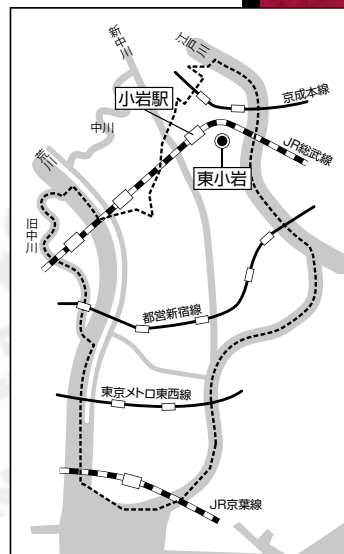 新中川
江戸川
京成本線
小岩駅
中川
JR総武線
荒川
東小岩
旧中川
都営新宿線
東京メトロ東西線
JR京葉線